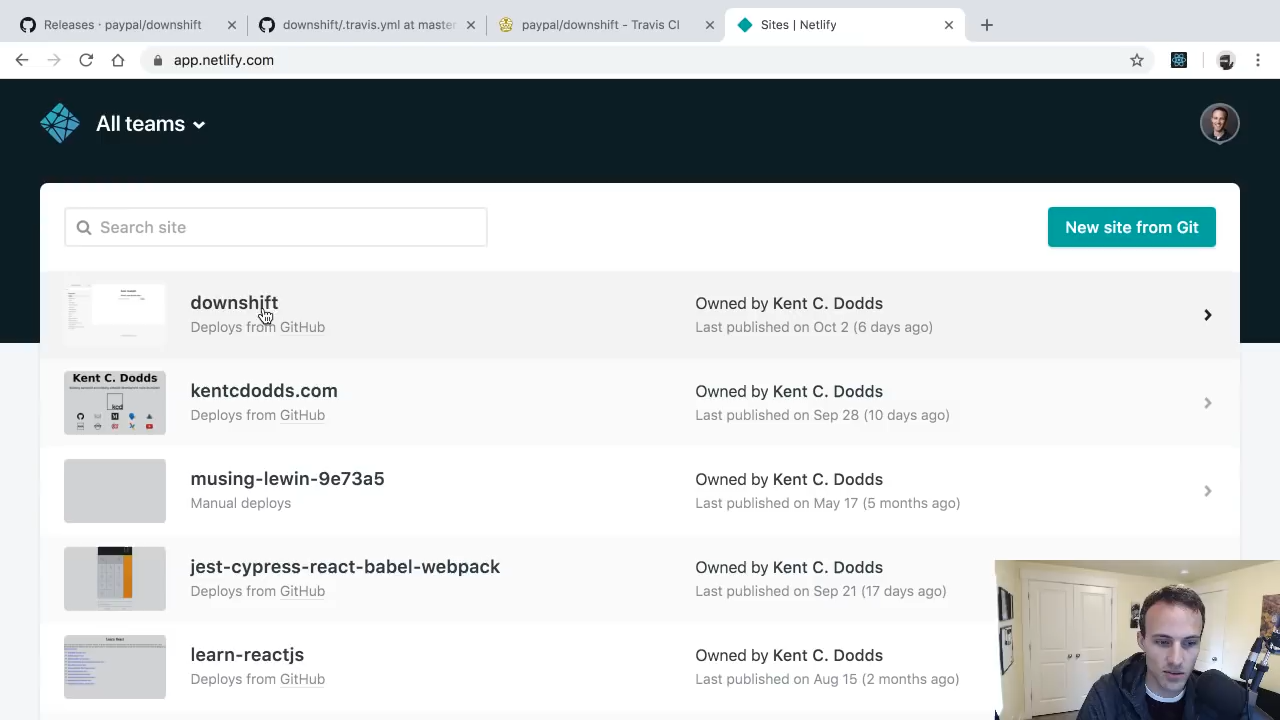 Releases · paypal/downshift
downshift/.travis.yml at master
paypal/downshift - Travis CI
Sites | Netlify
app.netlify.com
All teams
Search site
New site from Git
downshift
Deploys from GitHub
Owned by Kent C. Dodds
Last published on Oct 2 (6 days ago)
Kent C. Dodds
kcd
kentcdodds.com
Deploys from GitHub
Owned by Kent C. Dodds
Last published on Sep 28 (10 days ago)
musing-lewin-9e73a5
Manual deploys
Owned by Kent C. Dodds
Last published on May 17 (5 months ago)
jest-cypress-react-babel-webpack
Deploys from GitHub
Owned by Kent C. Dodds
Last published on Sep 21 (17 days ago)
Learn React
learn-reactjs
Deploys from GitHub
Owned by Kent C. Dodds
Last published on Aug 15 (2 months ago)